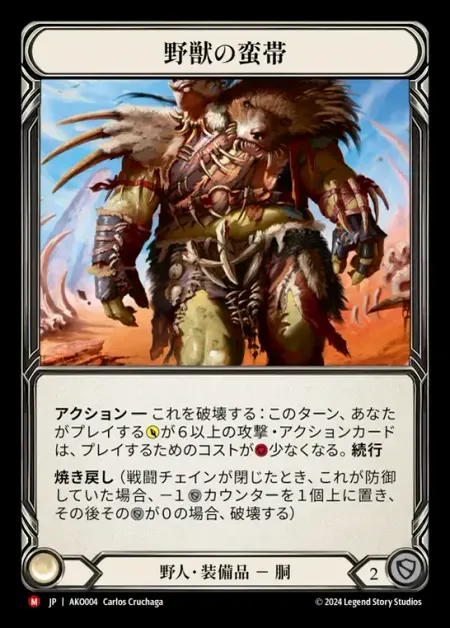 野獣の蛮帯
アクション ー これを破壊する：このターン、あなた
がプレイするが６以上の攻撃・アクションカード
は、プレイするためのコストが少なくなる。続行
焼き戻し（戦闘チェインが閉じたとき、これが防御
していた場合、－１カウンターを１個上に置き、
その後そのが０の場合、破壊する）
野人・装備品 － 胴
2
M JP | AKO004 Carlos Cruchaga
© 2024 Legend Story Studios